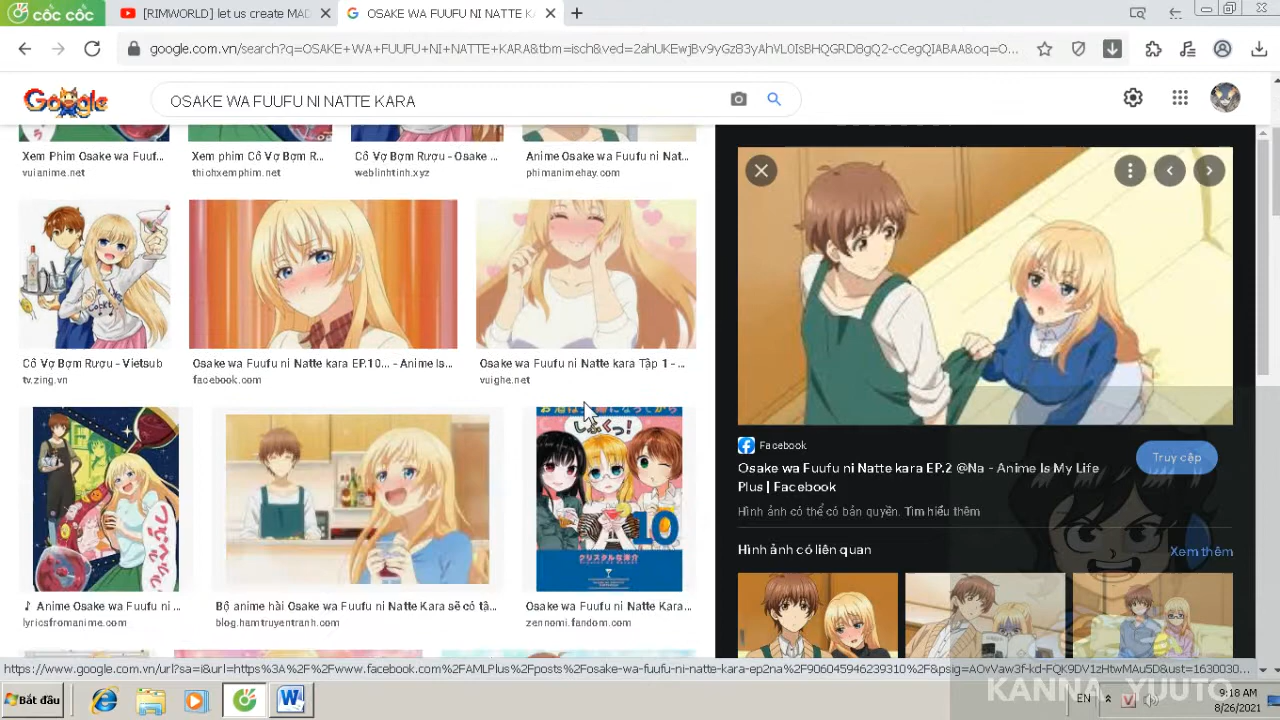 cốc cốc
[RIMWORLD] let us create MAD
OSAKE WA FUUFU NI NATTE K
google.com.vn/search?q=OSAKE+WA+FUUFU+NI+NATTE+KARA&tbm=isch&ved=2ahUKEwjBv9yGz83yAhVL0IsBHQGRD8gQ2-cCegQIABAA&oq=O...
Google
OSAKE WA FUUFU NI NATTE KARA
Xem Phim Osake wa Fuuf...
vuianime.net
Xem phim Cô Vợ Bợm R...
thichxemphim.net
Cô Vợ Bợm Rượu - Osake ...
weblinhtinh.xyz
Anime Osake wa Fuufu ni Nat...
phimanimehay.com
Cô Vợ Bợm Rượu - Vietsub
tv.zing.vn
Osake wa Fuufu ni Natte kara EP.10... - Anime Is...
facebook.com
Osake wa Fuufu ni Natte kara Tập 1 - ...
vuighe.net
10
クリスタルな洋介
♪ Anime Osake wa Fuufu ni ...
lyricsfromanime.com
Bộ anime hài Osake wa Fuufu ni Natte Kara sẽ có tậ...
blog.hamtruyentranh.com
Osake wa Fuufu ni Natte Kara...
zennomi.fandom.com
Facebook
Osake wa Fuufu ni Natte kara EP.2 @Na - Anime Is My Life
Plus | Facebook
Truy cập
Hình ảnh có thể có bản quyền. Tìm hiểu thêm
Hình ảnh có liên quan
Xem thêm
https://www.google.com.vn/url?sa=i&url=https%3A%2F%2Fwww.facebook.com%2FAMLPlus%2Fposts%2Fosake-wa-fuufu-ni-natte-kara-ep2na%2F906045946239310%2F&psig=AOvVaw3f-kd-FQK9DV1zHtwMAu5D&ust=1630030...
Bắt đầu
KANNA YUUTO
EN
9:18 AM
8/26/2021